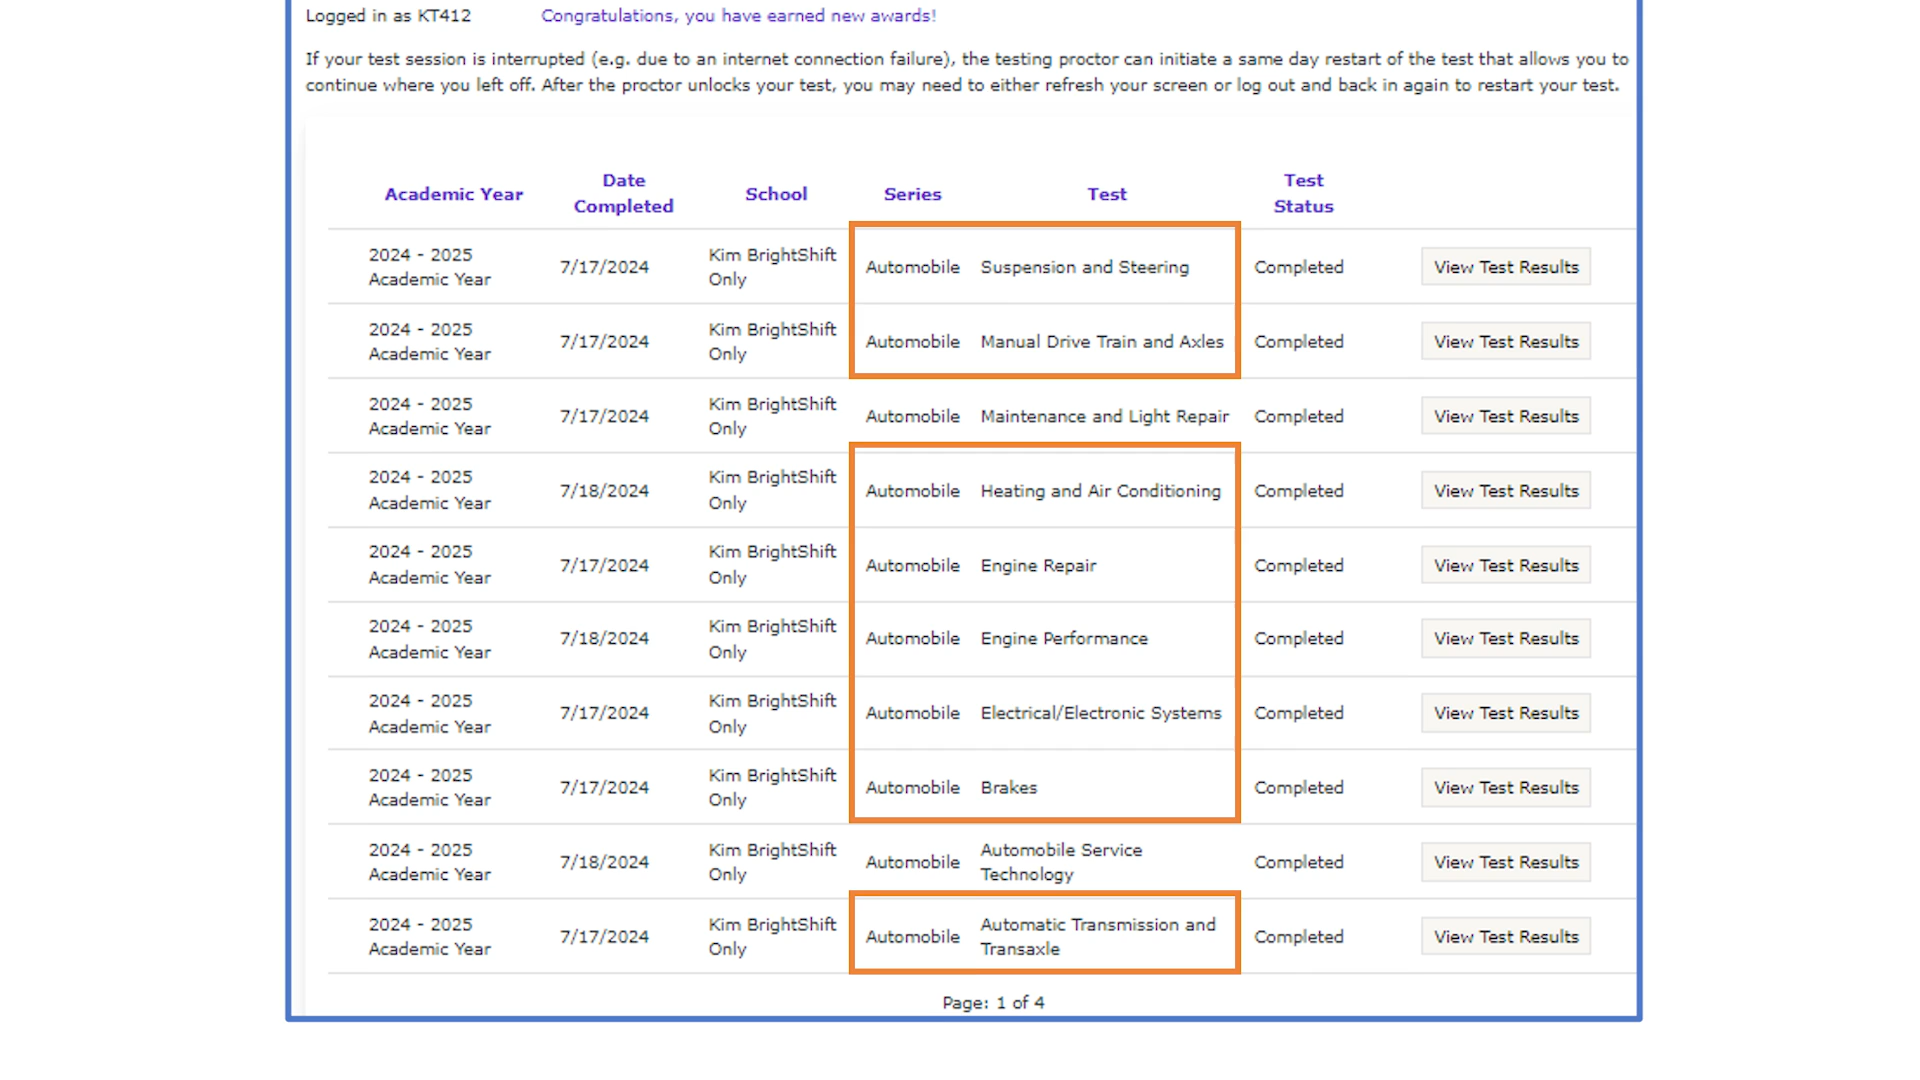 Logged in as KT412 Congratulations, you have earned new awards!
If your test session is interrupted (e.g. due to an internet connection failure), the testing proctor can initiate a same day restart of the test that allows you to
continue where you left off. After the proctor unlocks your test, you may need to either refresh your screen or log out and back in again to restart your test.
Academic Year Date Completed School Series Test Test Status
2024 - 2025 Academic Year 7/17/2024 Kim BrightShift Only Automobile Suspension and Steering Completed View Test Results
2024 - 2025 Academic Year 7/17/2024 Kim BrightShift Only Automobile Manual Drive Train and Axles Completed View Test Results
2024 - 2025 Academic Year 7/17/2024 Kim BrightShift Only Automobile Maintenance and Light Repair Completed View Test Results
2024 - 2025 Academic Year 7/18/2024 Kim BrightShift Only Automobile Heating and Air Conditioning Completed View Test Results
2024 - 2025 Academic Year 7/17/2024 Kim BrightShift Only Automobile Engine Repair Completed View Test Results
2024 - 2025 Academic Year 7/18/2024 Kim BrightShift Only Automobile Engine Performance Completed View Test Results
2024 - 2025 Academic Year 7/17/2024 Kim BrightShift Only Automobile Electrical/Electronic Systems Completed View Test Results
2024 - 2025 Academic Year 7/17/2024 Kim BrightShift Only Automobile Brakes Completed View Test Results
2024 - 2025 Academic Year 7/18/2024 Kim BrightShift Only Automobile Automobile Service Technology Completed View Test Results
2024 - 2025 Academic Year 7/17/2024 Kim BrightShift Only Automobile Automatic Transmission and Transaxle Completed View Test Results
Page: 1 of 4